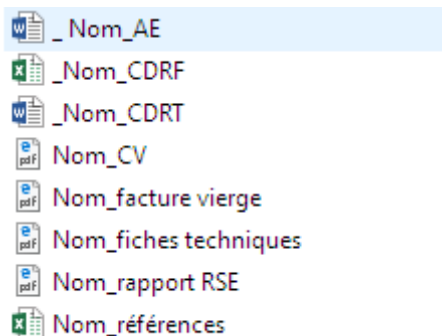 _ Nom_AE
_Nom_CDRF
_Nom_CDRT
Nom_CV
Nom_facture vierge
Nom_fiches techniques
Nom_rapport RSE
Nom_références